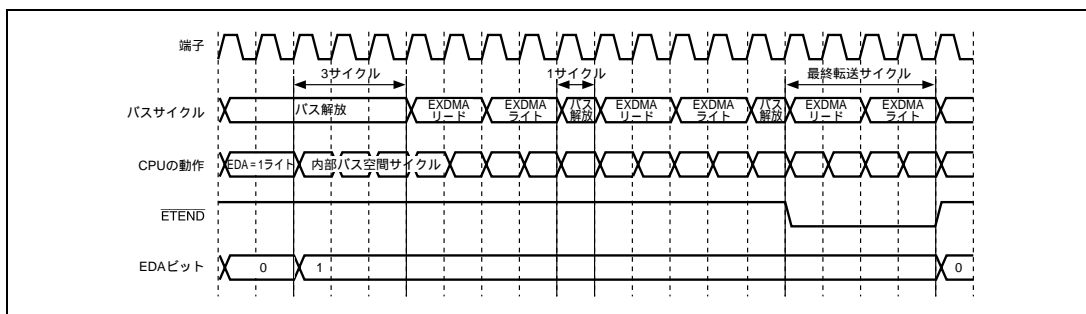 端子
3サイクル
1サイクル
最終転送サイクル
バスサイクル
バス解放
EXDMA
リード
EXDMA
ライト
バス
解放
EXDMA
リード
EXDMA
ライト
バス
解放
EXDMA
リード
EXDMA
ライト
CPUの動作
EDA = 1ライト
内部バス空間サイクル
ETEND
EDAビット
0
1
0